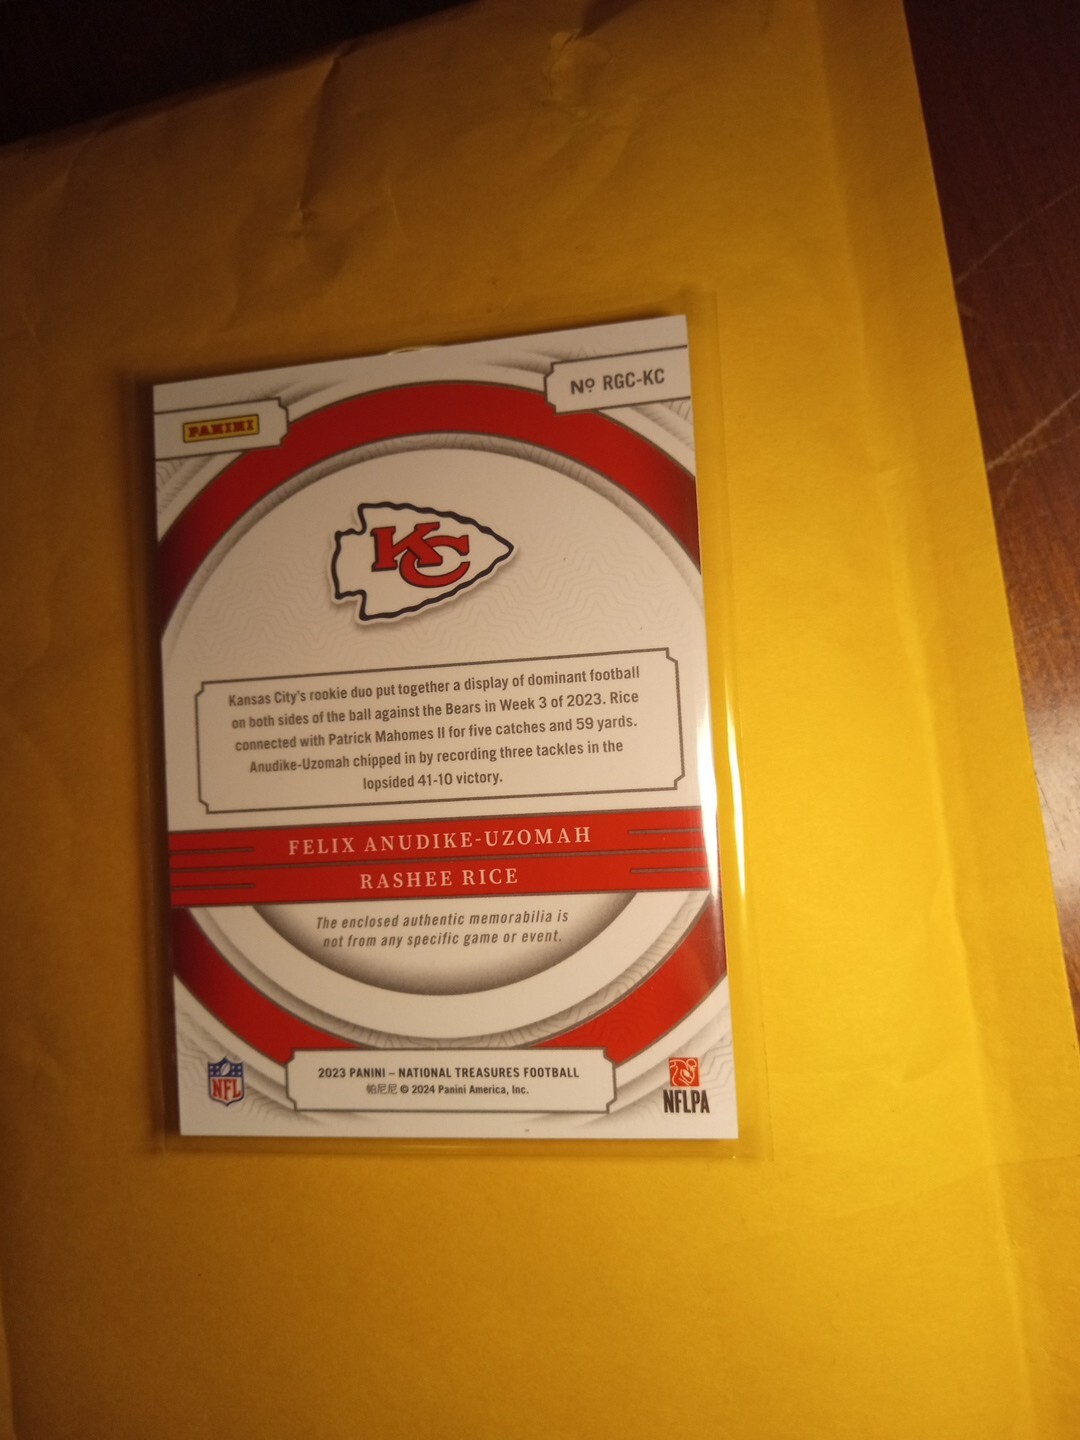 PANINI
Nº RGC-KC
KC
Kansas City's rookie duo put together a display of dominant football
on both sides of the ball against the Bears in Week 3 of 2023. Rice
connected with Patrick Mahomes II for five catches and 59 yards.
Anudike-Uzomah chipped in by recording three tackles in the
lopsided 41-10 victory.
FELIX ANUDIKE-UZOMAH
RASHEE RICE
The enclosed authentic memorabilia is
not from any specific game or event.
NFL
2023 PANINI – NATIONAL TREASURES FOOTBALL
帕尼尼 © 2024 Panini America, Inc.
NFLPA